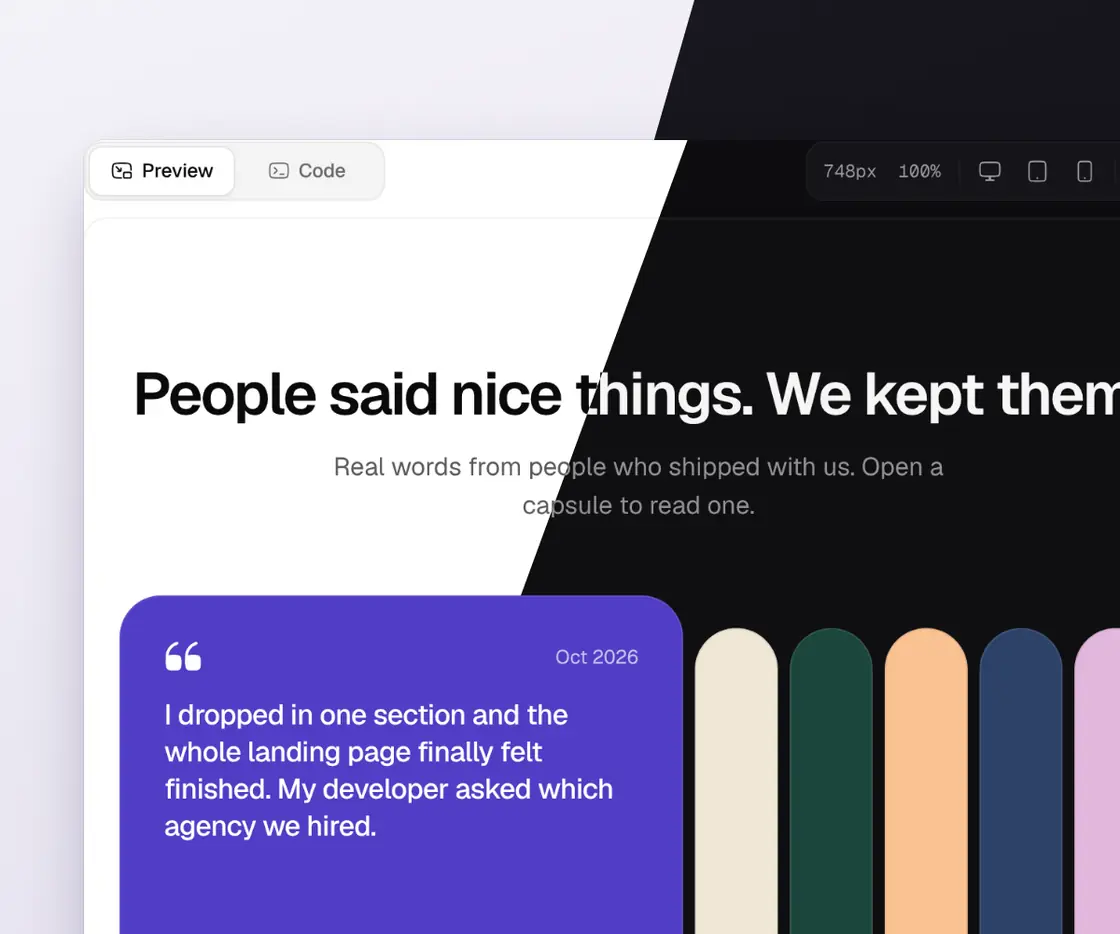 Preview
Code
748px
100%
People said nice things. We kept them
Real words from people who shipped with us. Open a
capsule to read one.
Oct 2026
I dropped in one section and the
whole landing page finally felt
finished. My developer asked which
agency we hired.